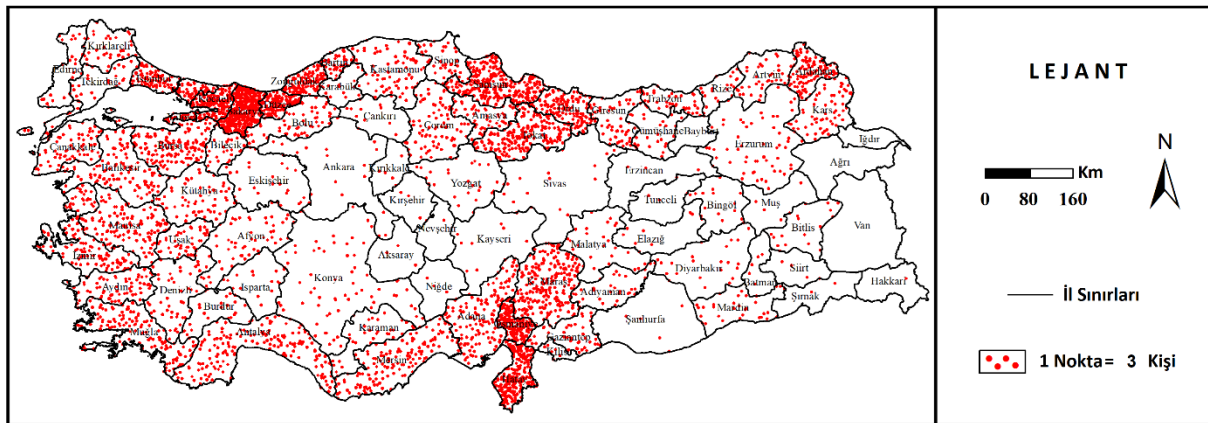 Kırklareli
Edirne
Tekirdağ
Zonguldak
Bartın
Karabük
Kastamonu
Sinop
Samsun
Ordu
Giresun
Trabzon
Rize
Artvin
Ardahan
Kars
Iğdır
Ağrı
Erzurum
Bayburt
Gümüşhane
Erzincan
Tunceli
Bingöl
Muş
Bitlis
Van
Hakkari
Şırnak
Siirt
Batman
Mardin
Diyarbakır
Elazığ
Malatya
Adıyaman
Şanlıurfa
Gaziantep
Kilis
K. Maraş
Adana
Mersin
Karaman
Niğde
Aksaray
Nevşehir
Kayseri
Sivas
Yozgat
Kırşehir
Kırıkkale
Ankara
Çankırı
Çorum
Amasya
Tokat
Bolu
Bilecik
Bursa
Çanakkale
Balıkesir
Kütahya
Eskişehir
Manisa
Uşak
Afyon
İzmir
Aydın
Denizli
Burdur
Isparta
Konya
Muğla
Antalya
LEJANT
N
Km
0 80 160
İl Sınırları
1 Nokta= 3 Kişi